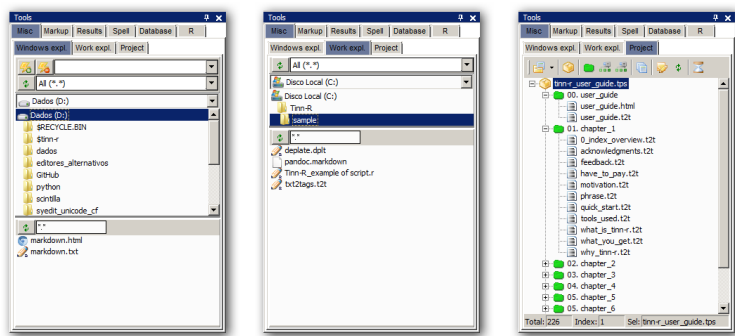 Tools
Misc Markup Results Spell Database R
Windows expl. Work expl. Project
All (*.*)
Dados (D:)
Dados (D:)
$RECYCLE.BIN
$tinn-r
dados
editores_alternativos
GitHub
python
scintilla
syedit_unicode_cf
*.*
markdown.html
markdown.txt
Tools
Misc Markup Results Spell Database R
Windows expl. Work expl. Project
All (*.*)
Disco Local (C:)
Disco Local (C:)
Tinn-R
sample
*.*
deplate.dplt
pandoc.markdown
Tinn-R_example of script.r
txt2tags.t2t
Tools
Misc Markup Results Spell Database R
Windows expl. Work expl. Project
tinn-r_user_guide.tps
00. user_guide
user_guide.html
user_guide.t2t
01. chapter_1
0_index_overview.t2t
acknowledgments.t2t
feedback.t2t
have_to_pay.t2t
motivation.t2t
phrase.t2t
quick_start.t2t
tools_used.t2t
what_is_tinn-r.t2t
what_you_get.t2t
why_tinn-r.t2t
02. chapter_2
03. chapter_3
04. chapter_4
05. chapter_5
05. chapter_6
Total: 226 Index: 1 Sel: tinn-r_user_guide.tps